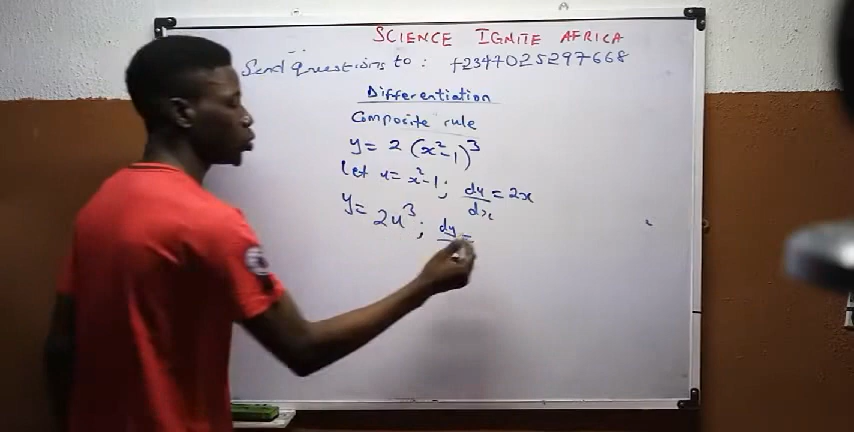 SCIENCE IGNITE AFRICA
Send questions to: +2347025297668
Differentiation
Composite rule
y = 2 (x²-1)³
let u = x²-1; du/dx = 2x
y = 2u³; dy =